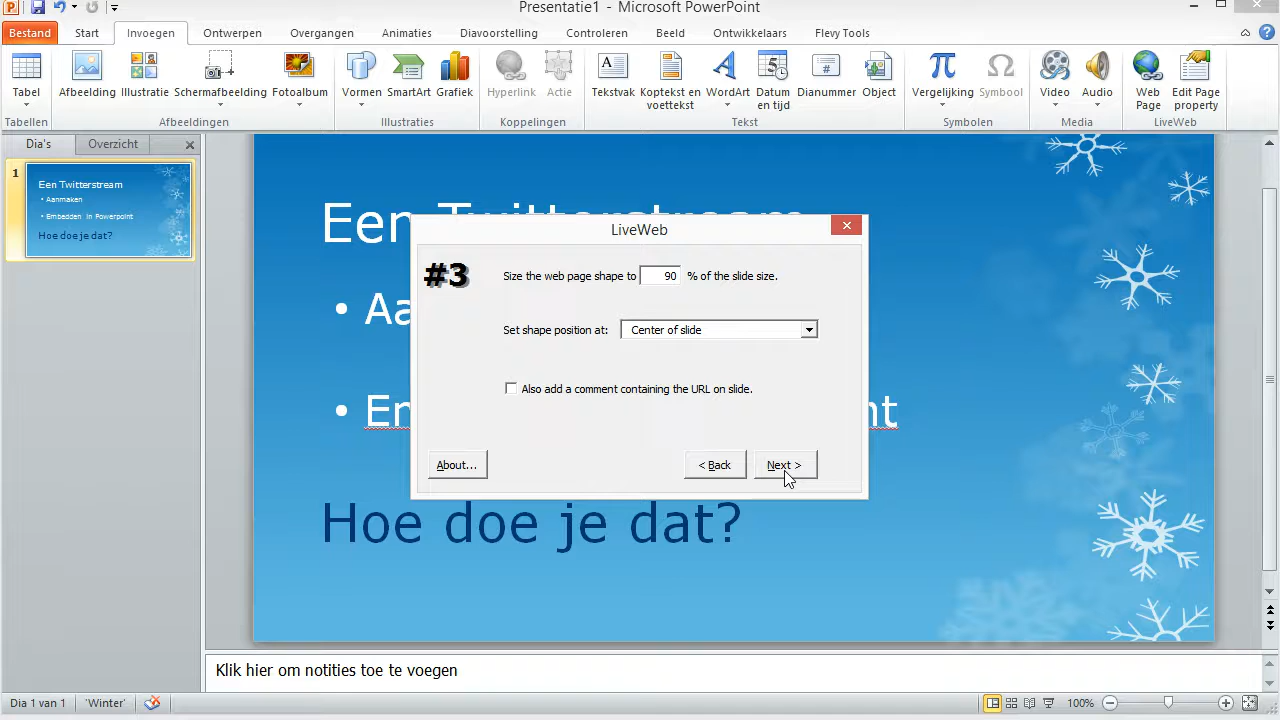 Presentatie1 - Microsoft PowerPoint
Bestand Start Invoegen Ontwerpen Overgangen Animaties Diavoorstelling Controleren Beeld Ontwikkelaars Flevy Tools
Tabel Afbeelding Illustratie Schermafbeelding Fotoalbum Vormen SmartArt Grafiek Hyperlink Actie Tekstvak Koptekst en voettekst WordArt Datum en tijd Dianummer Object Vergelijking Symbool Video Audio Web Page Edit Page property
Tabellen Afbeeldingen Illustraties Koppelingen Tekst Symbolen Media LiveWeb
Dia's Overzicht
1
Een Twitterstream
• Aanmaken
• Embedden in Powerpoint
Hoe doe je dat?
Een Twitterstream
• Aa
• Em
nt
Hoe doe je dat?
LiveWeb
#3
Size the web page shape to 90 % of the slide size.
Set shape position at: Center of slide
Also add a comment containing the URL on slide.
About... < Back Next >
Klik hier om notities toe te voegen
Dia 1 van 1 'Winter' 100%